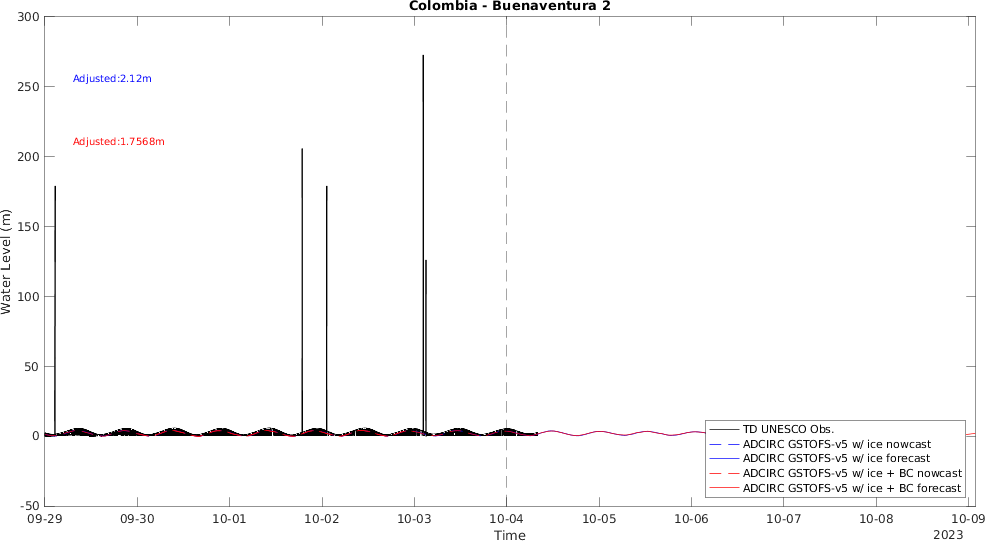 Colombia - Buenaventura 2
300
250
200
150
100
50
0
-50
Water Level (m)
Adjusted:2.12m
Adjusted:1.7568m
TD UNESCO Obs.
ADCIRC GSTOFS-v5 w/ ice nowcast
ADCIRC GSTOFS-v5 w/ ice forecast
ADCIRC GSTOFS-v5 w/ ice + BC nowcast
ADCIRC GSTOFS-v5 w/ ice + BC forecast
09-29 09-30 10-01 10-02 10-03 10-04 10-05 10-06 10-07 10-08 10-09
Time
2023